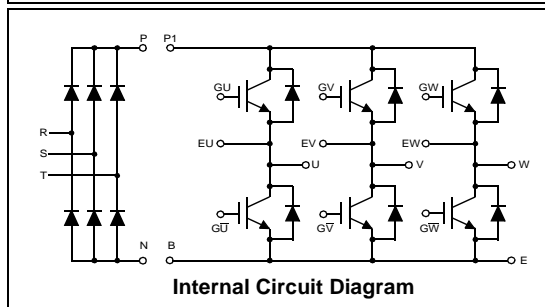 P P1
GU GV GW
R
EU EV EW
S
U V W
T
GU̅ GV̅ GW̅
N B
E
Internal Circuit Diagram